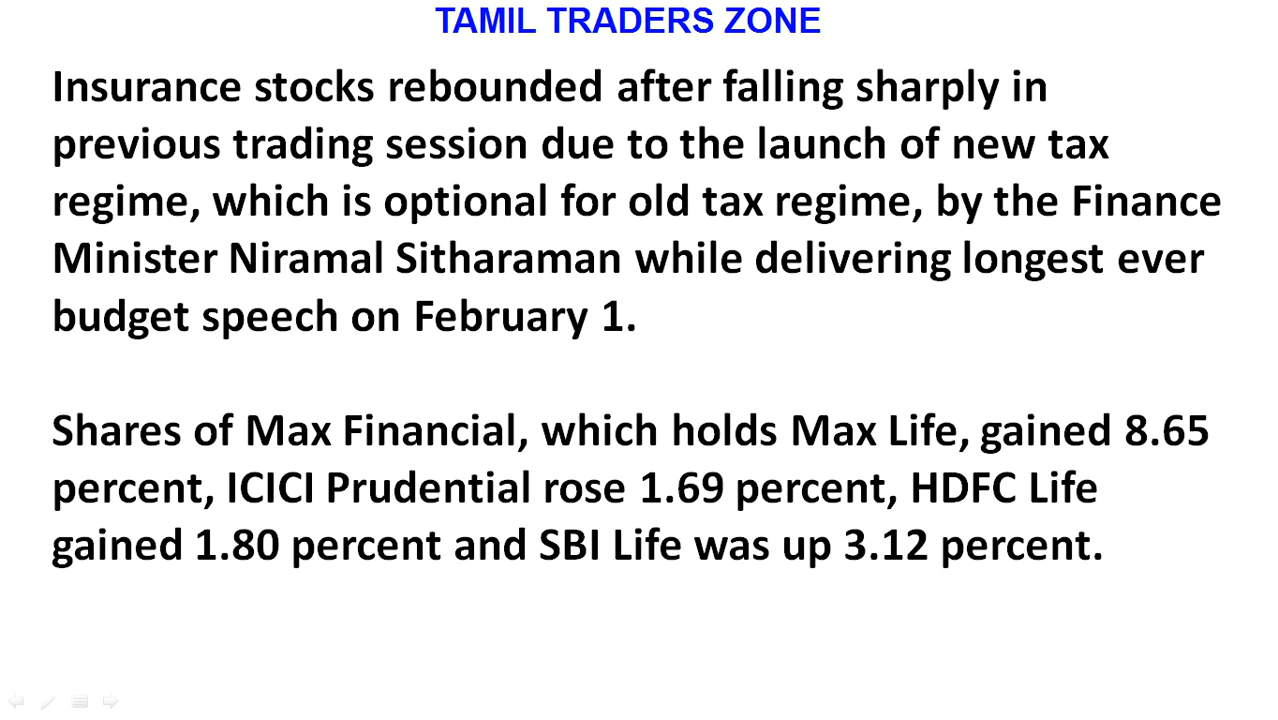 TAMIL TRADERS ZONE
Insurance stocks rebounded after falling sharply in
previous trading session due to the launch of new tax
regime, which is optional for old tax regime, by the Finance
Minister Niramal Sitharaman while delivering longest ever
budget speech on February 1.
Shares of Max Financial, which holds Max Life, gained 8.65
percent, ICICI Prudential rose 1.69 percent, HDFC Life
gained 1.80 percent and SBI Life was up 3.12 percent.